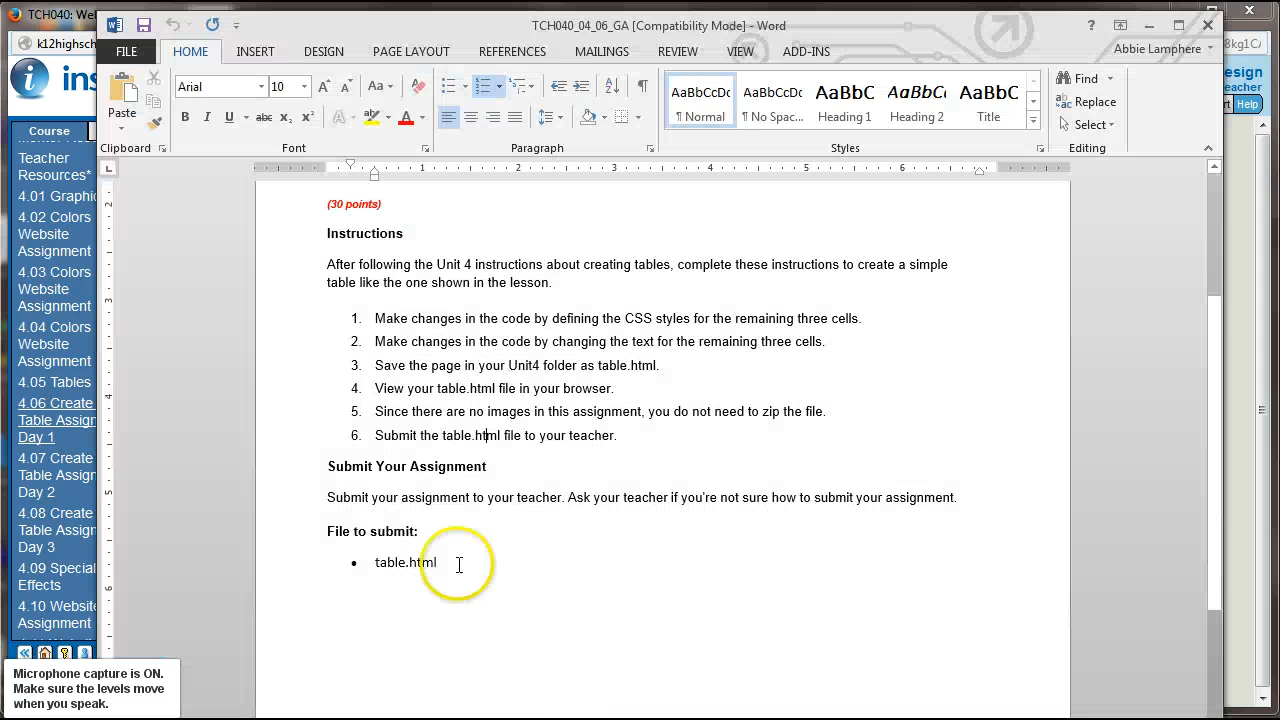 TCH040: Wel
TCH040_04_06_GA [Compatibility Mode] - Word
k12highsch
Abbie Lamphere
FILE HOME INSERT DESIGN PAGE LAYOUT REFERENCES MAILINGS REVIEW VIEW ADD-INS
Help
Paste
Clipboard
Arial 10
B I U abc X2 X2
Font
Paragraph
AaBbCcDc AaBbCcDc AaBbC AaBbCc AaBbC
¶ Normal ¶ No Spac... Heading 1 Heading 2 Title
Styles
Find
Replace
Select
Editing
Course
Teacher
Resources*
4.01 Graphic
4.02 Colors
Website
Assignment
4.03 Colors
Website
Assignment
4.04 Colors
Website
Assignment
4.05 Tables
4.06 Create
Table Assign
Day 1
4.07 Create
Table Assign
Day 2
4.08 Create
Table Assign
Day 3
4.09 Special
Effects
4.10 Website
Assignment
(30 points)
Instructions
After following the Unit 4 instructions about creating tables, complete these instructions to create a simple
table like the one shown in the lesson.
1. Make changes in the code by defining the CSS styles for the remaining three cells.
2. Make changes in the code by changing the text for the remaining three cells.
3. Save the page in your Unit4 folder as table.html.
4. View your table.html file in your browser.
5. Since there are no images in this assignment, you do not need to zip the file.
6. Submit the table.html file to your teacher.
Submit Your Assignment
Submit your assignment to your teacher. Ask your teacher if you're not sure how to submit your assignment.
File to submit:
• table.html
Microphone capture is ON.
Make sure the levels move
when you speak.